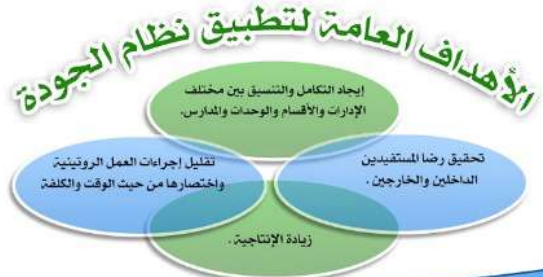 الأهداف العامة لتطبيق نظام الجودة
إيجاد التكامل والتنسيق بين مختلف
الإدارات والأقسام والوحدات والمدارس.
تحقيق رضا المستفيدين
الداخلين والخارجين .
تقليل إجراءات العمل الروتينية
واختصارها من حيث الوقت والكلفة
زيادة الإنتاجية .